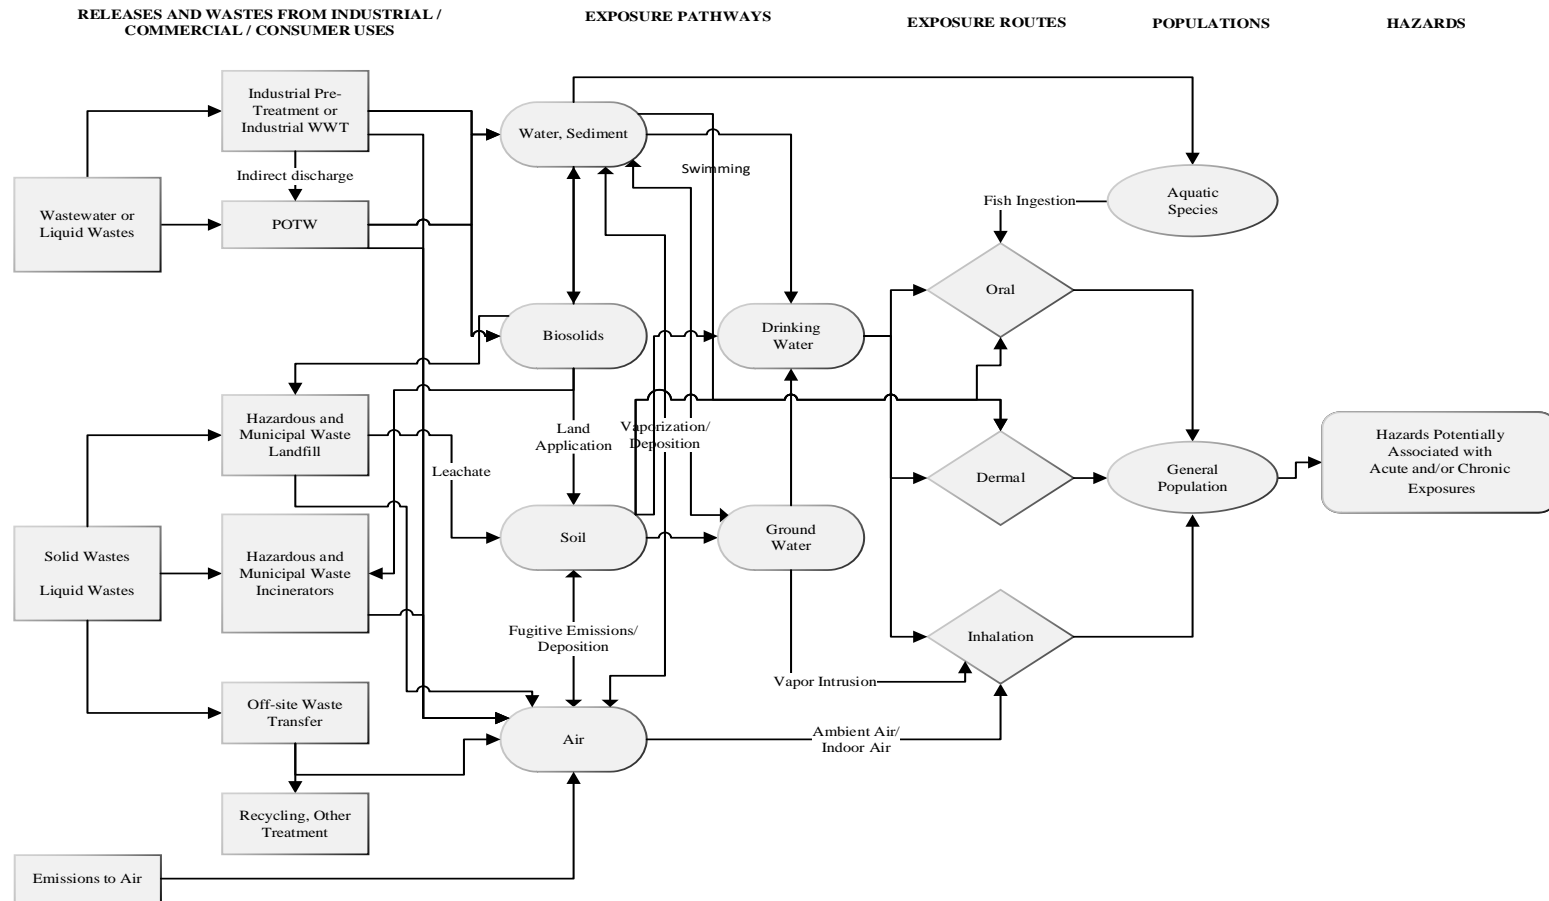 RELEASES AND WASTES FROM INDUSTRIAL /
COMMERCIAL / CONSUMER USES
EXPOSURE PATHWAYS
EXPOSURE ROUTES
POPULATIONS
HAZARDS
Industrial Pre-
Treatment or
Industrial WWT
Indirect discharge
Wastewater or
Liquid Wastes
POTW
Water, Sediment
Swimming
Aquatic
Species
Fish Ingestion
Oral
Biosolids
Drinking
Water
Hazardous and
Municipal Waste
Landfill
Leachate
Land
Application
Vaporization/
Deposition
Dermal
General
Population
Hazards Potentially
Associated with
Acute and/or Chronic
Exposures
Solid Wastes
Liquid Wastes
Hazardous and
Municipal Waste
Incinerators
Soil
Ground
Water
Fugitive Emissions/
Deposition
Inhalation
Vapor Intrusion
Off-site Waste
Transfer
Air
Ambient Air/
Indoor Air
Recycling, Other
Treatment
Emissions to Air